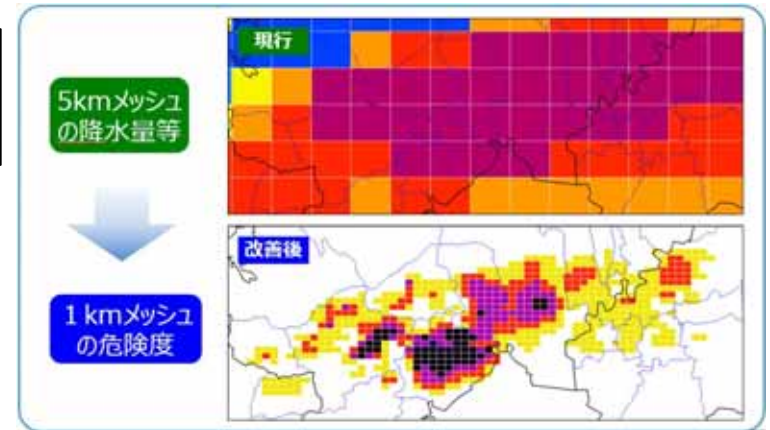 現行
5kmメッシュ
の降水量等
改善後
1 kmメッシュ
の危険度